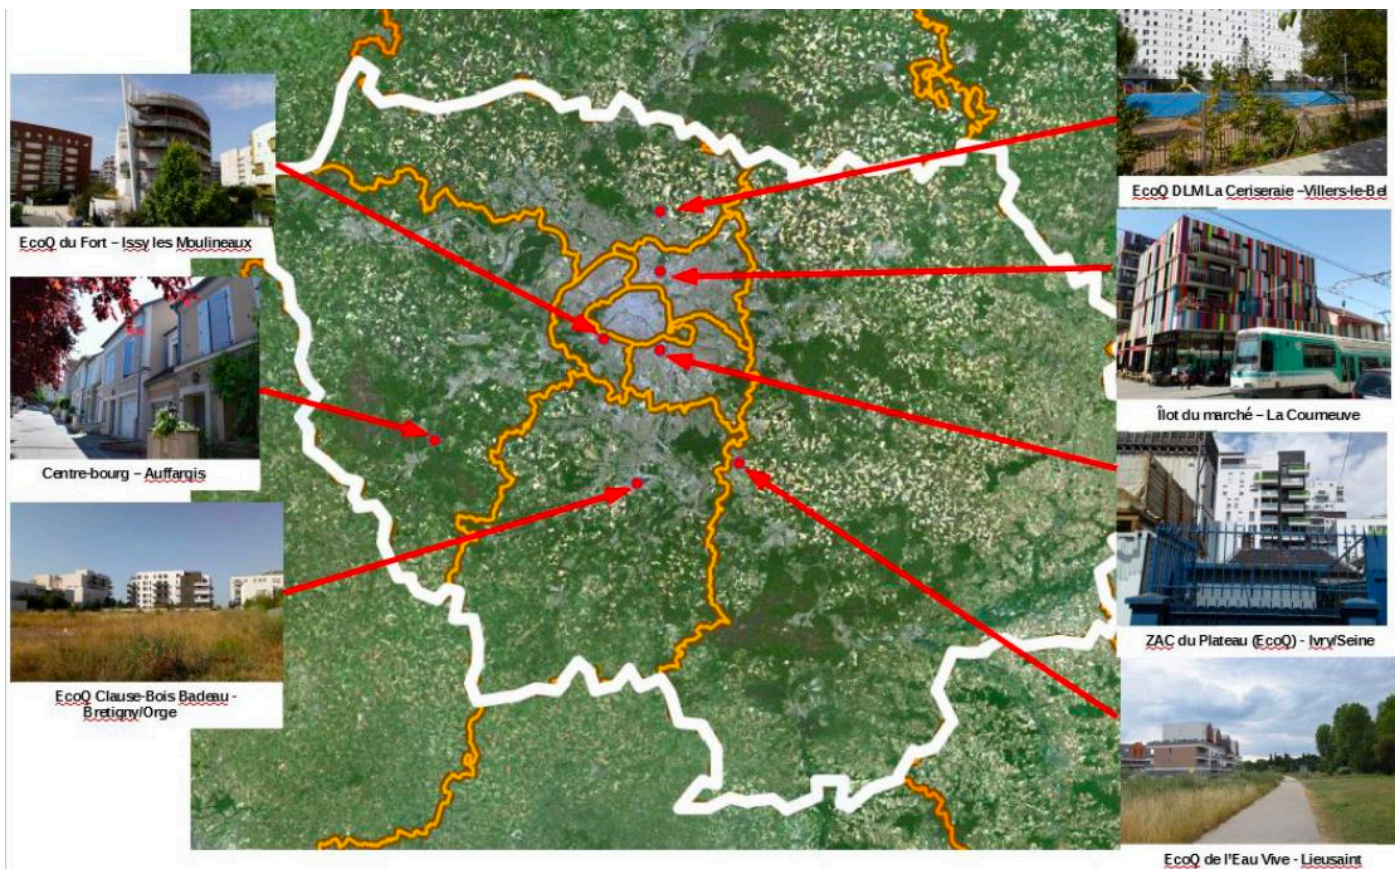 EcoQ du Fort – Issy les Moulineaux
Centre-bourg – Auffargis
EcoQ Clause-Bois Badeau -
Bretigny/Orge
EcoQ DLM La Ceriseraie –Villers-le-Bel
Îlot du marché – La Courneuve
ZAC du Plateau (EcoQ) - Ivry/Seine
EcoQ de l'Eau Vive - Lieusaint